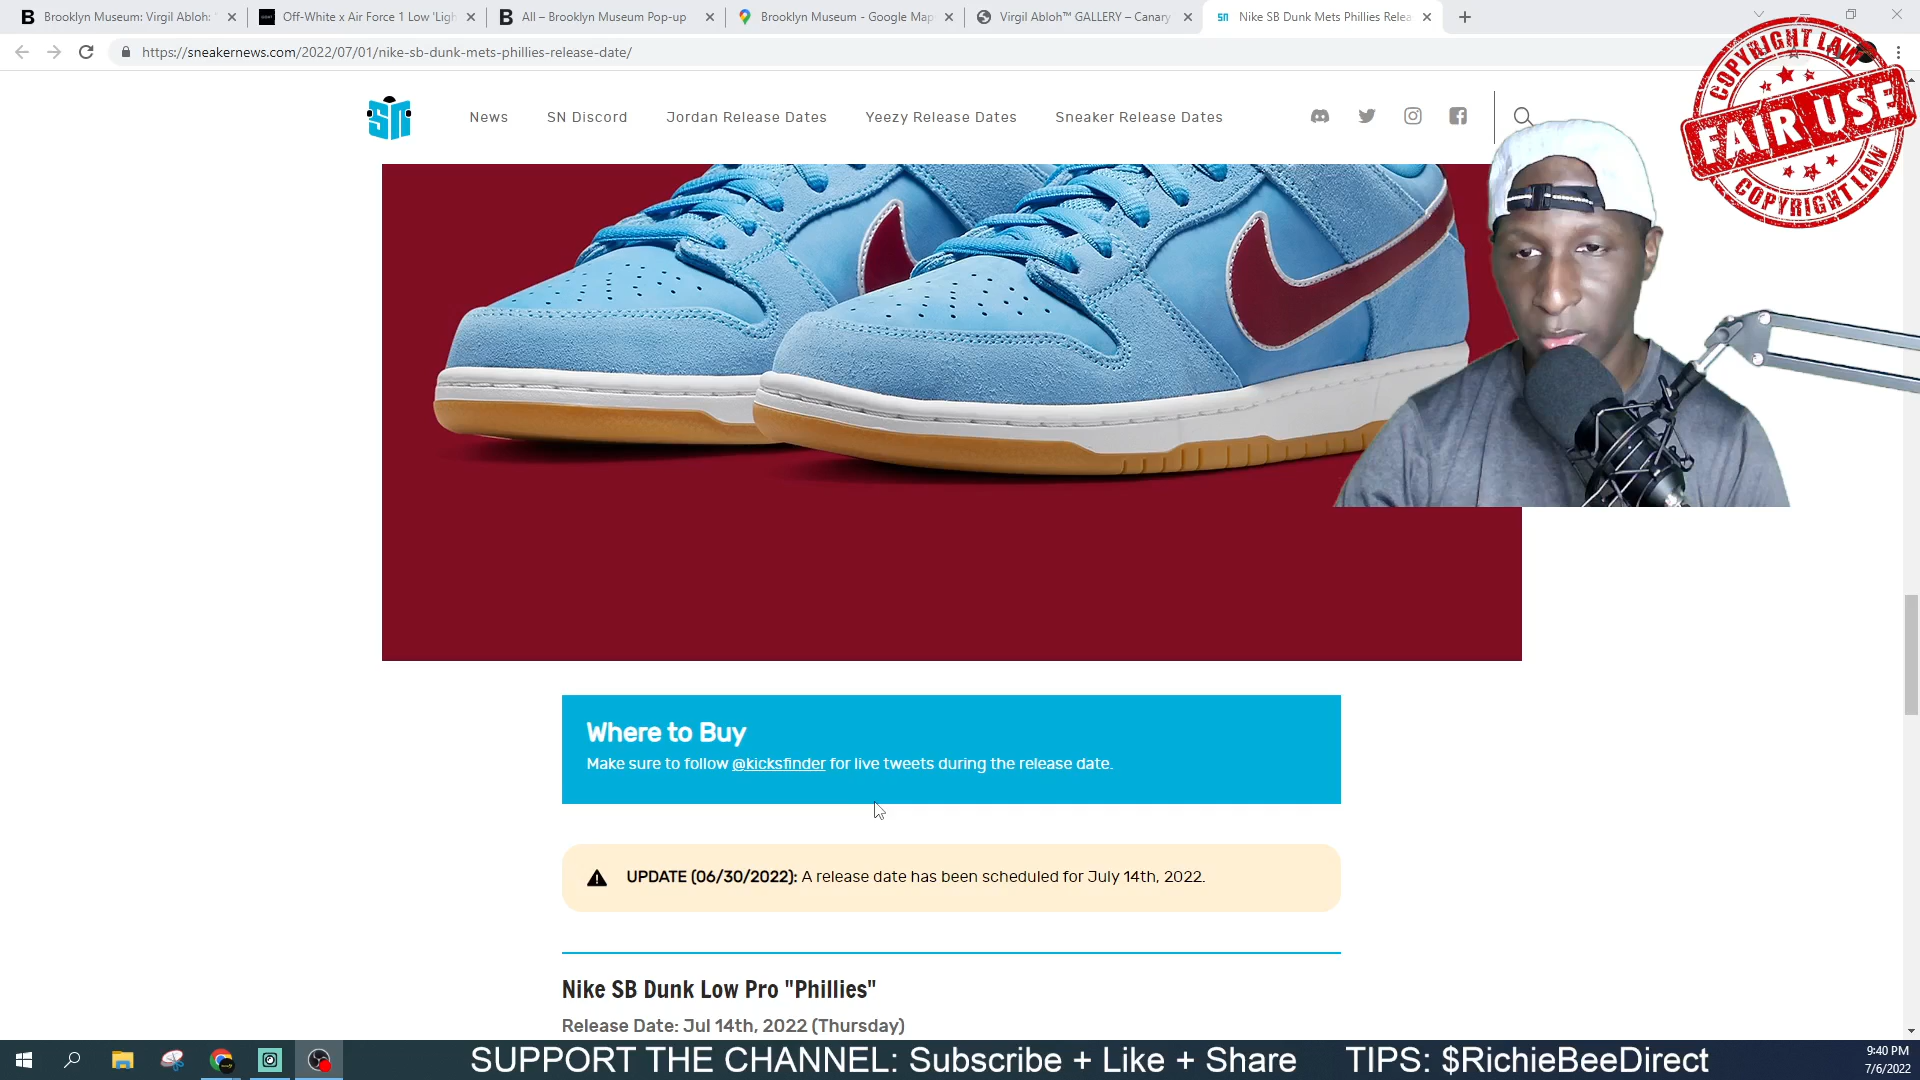 Brooklyn Museum: Virgil Abloh:
Off-White x Air Force 1 Low 'Ligh
All – Brooklyn Museum Pop-up
Brooklyn Museum - Google Map
Virgil Abloh™ GALLERY – Canary
Nike SB Dunk Mets Phillies Relea
https://sneakernews.com/2022/07/01/nike-sb-dunk-mets-phillies-release-date/
SN
News
SN Discord
Jordan Release Dates
Yeezy Release Dates
Sneaker Release Dates
COPYRIGHT LAW
FAIR USE
COPYRIGHT LAW
Where to Buy
Make sure to follow @kicksfinder for live tweets during the release date.
UPDATE (06/30/2022): A release date has been scheduled for July 14th, 2022.
Nike SB Dunk Low Pro "Phillies"
Release Date: Jul 14th, 2022 (Thursday)
SUPPORT THE CHANNEL: Subscribe + Like + Share TIPS: $RichieBeeDirect
9:40 PM
7/6/2022